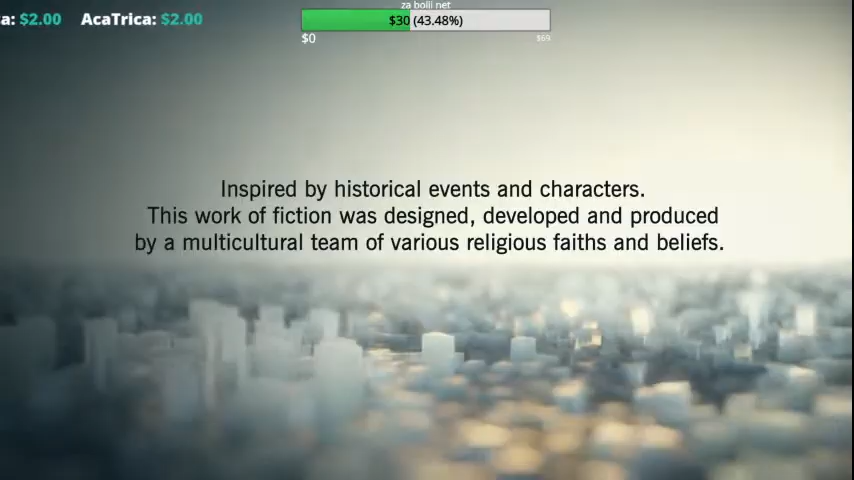 za bolii net
a: $2.00 AcaTrica: $2.00
$30 (43.48%)
$0 $69
Inspired by historical events and characters.
This work of fiction was designed, developed and produced
by a multicultural team of various religious faiths and beliefs.